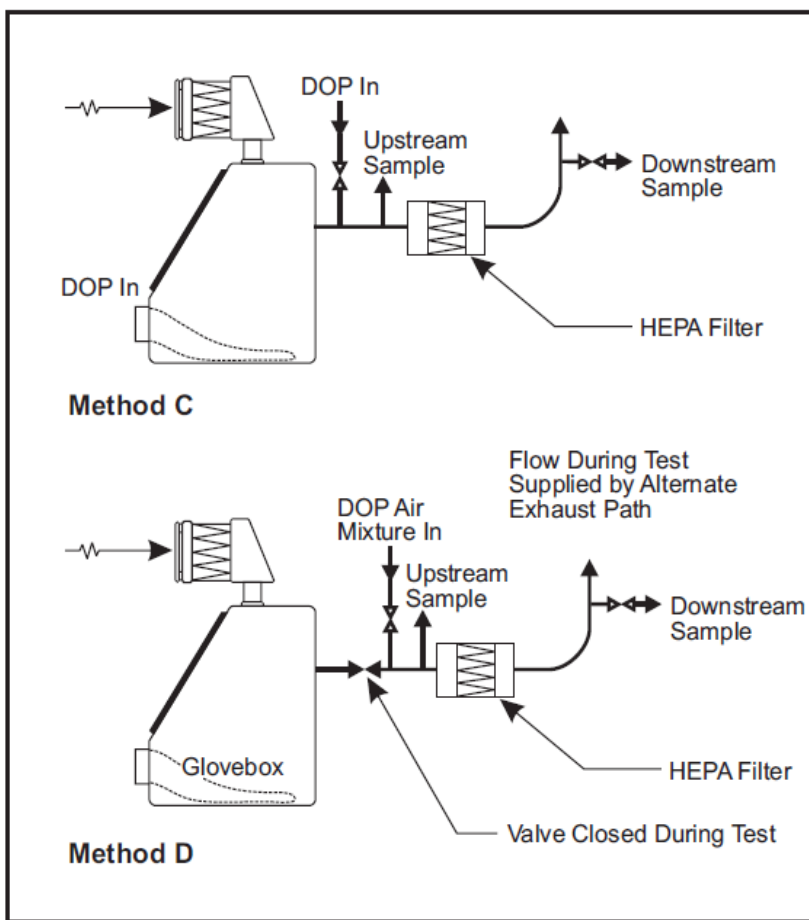 DOP In
Upstream
Sample
Downstream
Sample
DOP In
HEPA Filter
Method C
Flow During Test
Supplied by Alternate
Exhaust Path
DOP Air
Mixture In
Upstream
Sample
Downstream
Sample
Glovebox
HEPA Filter
Valve Closed During Test
Method D